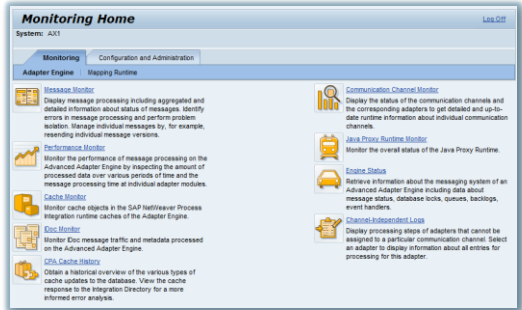 Monitoring Home
Log Off
System: AX1
Monitoring
Configuration and Administration
Adapter Engine
Mapping Runtime
Message Monitor
Display message processing including aggregated and
detailed information about status of messages. Identify
errors in message processing and perform problem
isolation. Manage individual messages by, for example,
resending individual message versions.
Performance Monitor
Monitor the performance of message processing on the
Advanced Adapter Engine by inspecting the amount of
processed data over various periods of time and the
message processing time at individual adapter modules.
Cache Monitor
Monitor cache objects in the SAP NetWeaver Process
Integration runtime caches of the Adapter Engine.
IDoc Monitor
Monitor IDoc message traffic and metadata processed
on the Advanced Adapter Engine.
CPA Cache History
Obtain a historical overview of the various types of
cache updates to the database. View the cache
response to the Integration Directory for a more
informed error analysis.
Communication Channel Monitor
Display the status of the communication channels and
the corresponding adapters to get detailed and up-to-
date runtime information about individual communication
channels.
Java Proxy Runtime Monitor
Monitor the overall status of the Java Proxy Runtime.
Engine Status
Retrieve information about the messaging system of an
Advanced Adapter Engine including data about
message status, database locks, queues, backlogs,
event handlers.
Channel-Independent Logs
Display processing steps of adapters that cannot be
assigned to a particular communication channel. Select
an adapter to display information about all entries for
processing for this adapter.